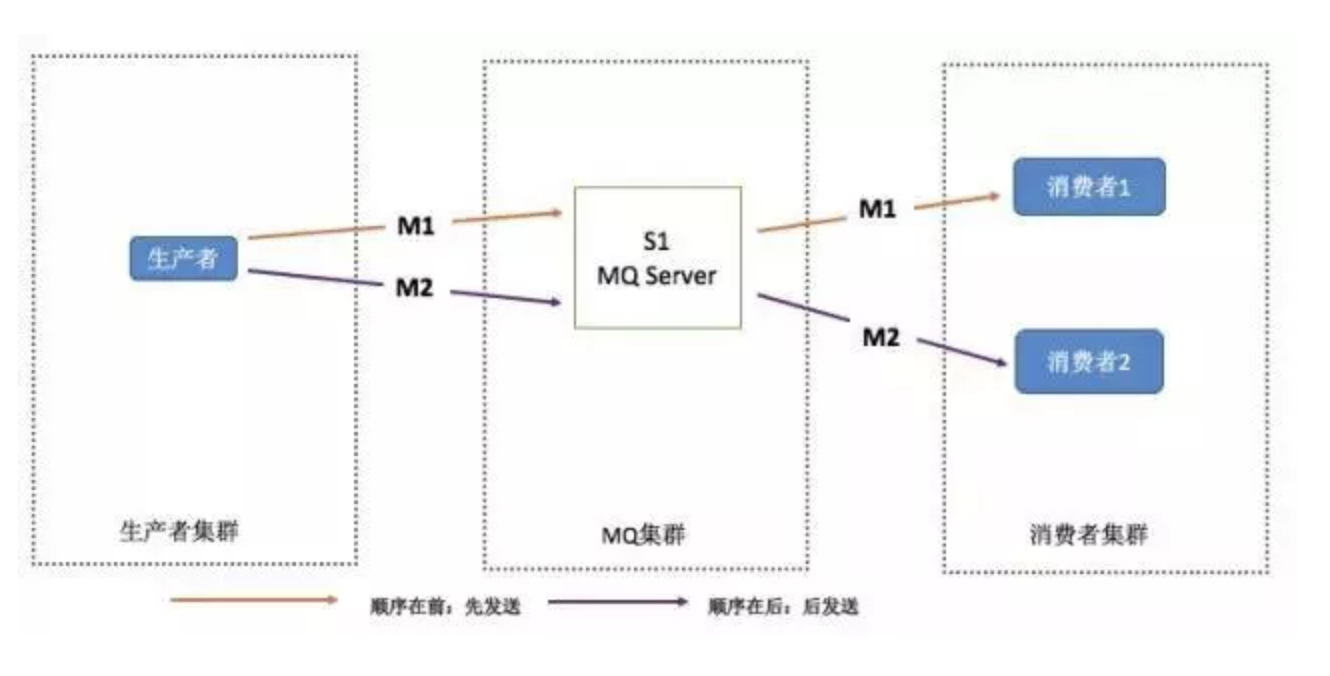 M1
M2
生产者
S1
MQ Server
M1
M2
消费者1
消费者2
生产者集群
MQ集群
消费者集群
顺序在前：先发送
顺序在后：后发送